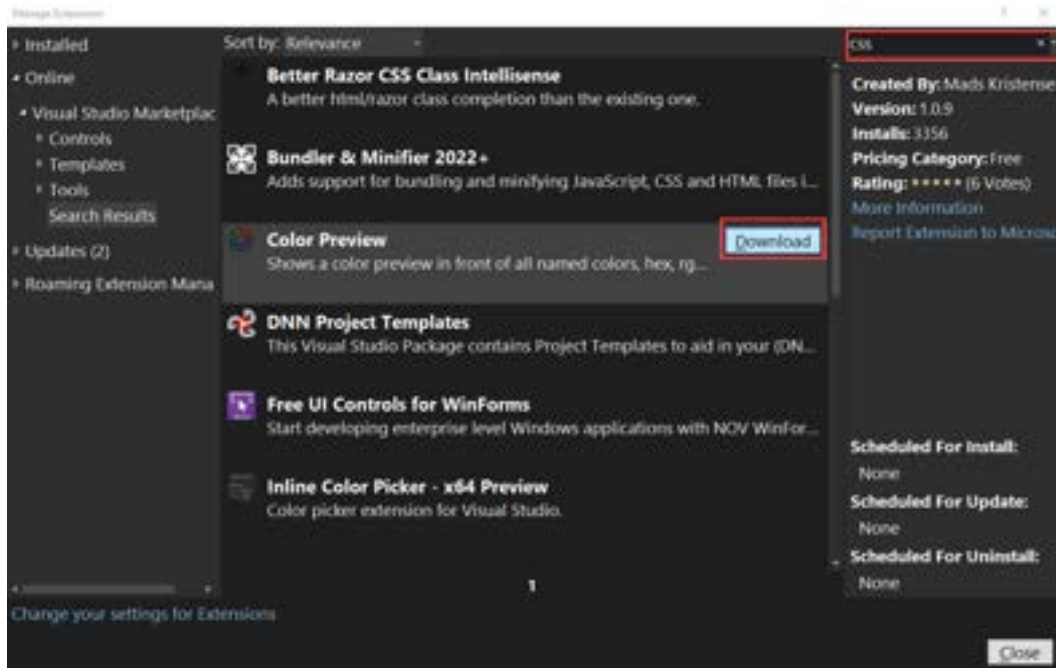 Manage Extensions
Installed
Online
Visual Studio Marketplac
Controls
Templates
Tools
Search Results
Updates (2)
Roaming Extension Mana
Change your settings for Extensions
Sort by: Relevance
Better Razor CSS Class Intellisense
A better html/razor class completion than the existing one.
Bundler & Minifier 2022+
Adds support for bundling and minifying JavaScript, CSS and HTML files i...
Color Preview
Download
Shows a color preview in front of all named colors, hex, rg...
DNN Project Templates
This Visual Studio Package contains Project Templates to aid in your (DN...
Free UI Controls for WinForms
Start developing enterprise level Windows applications with NOV WinFor...
Inline Color Picker - x64 Preview
Color picker extension for Visual Studio.
1
css
Created By: Mads Kristense
Version: 1.0.9
Installs: 3356
Pricing Category: Free
Rating: ★★★★★ (6 Votes)
More Information
Report Extension to Microso
Scheduled For Install:
None
Scheduled For Update:
None
Scheduled For Uninstall:
None
Close